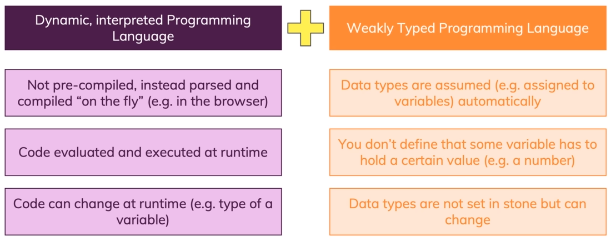 Dynamic, interpreted Programming
Language
Weakly Typed Programming Language
Not pre-compiled, instead parsed and
compiled “on the fly” (e.g. in the browser)
Data types are assumed (e.g. assigned to
variables) automatically
Code evaluated and executed at runtime
You don’t define that some variable has to
hold a certain value (e.g. a number)
Code can change at runtime (e.g. type of a
variable)
Data types are not set in stone but can
change